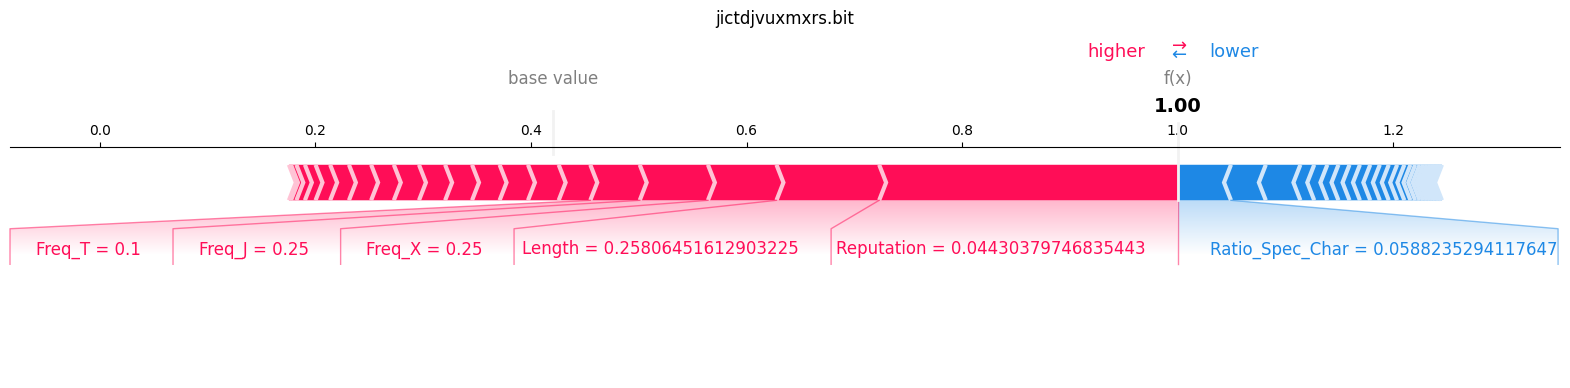 jictdjvuxmxrs.bit
higher ⇄ lower
base value f(x)
1.00
0.0 0.2 0.4 0.6 0.8 1.0 1.2
Freq_T = 0.1 Freq_J = 0.25 Freq_X = 0.25 Length = 0.25806451612903225 Reputation = 0.04430379746835443 Ratio_Spec_Char = 0.0588235294117647